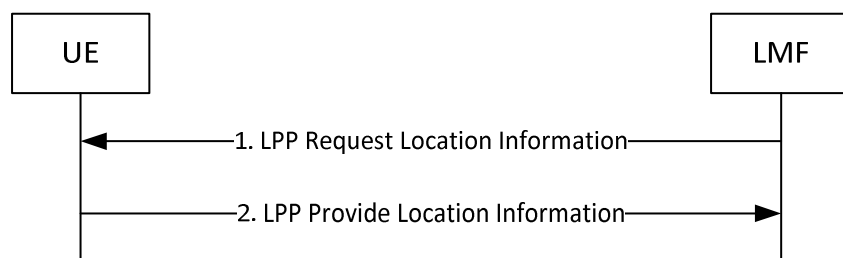 UE
LMF
1. LPP Request Location Information
2. LPP Provide Location Information